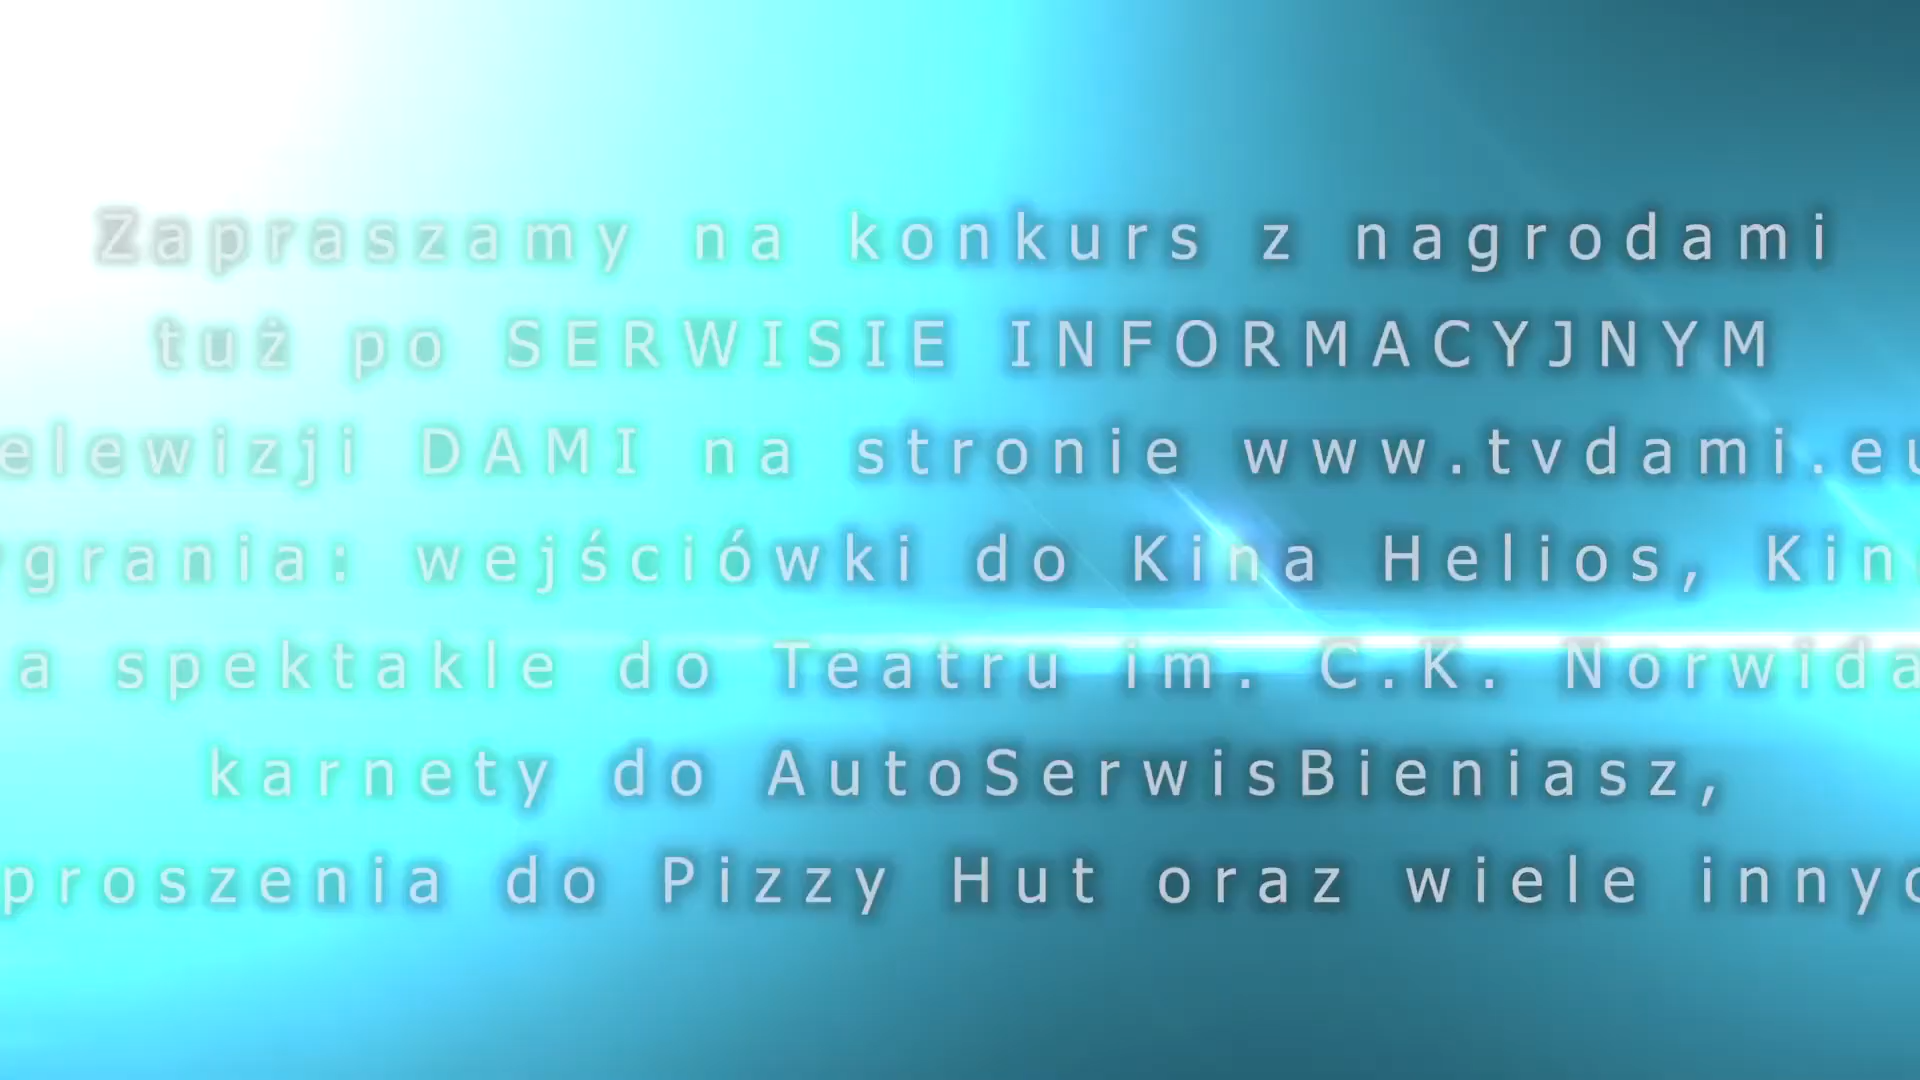 Zapraszamy na konkurs z nagrodami
tuż po SERWISIE INFORMACYJNYM
elewizji DAMI na stronie www.tvdami.eu
grania: wejściówki do Kina Helios, Kin
a spektakle do Teatru im. C.K. Norwida
karnety do AutoSerwisBieniasz,
proszenia do Pizzy Hut oraz wiele innyc